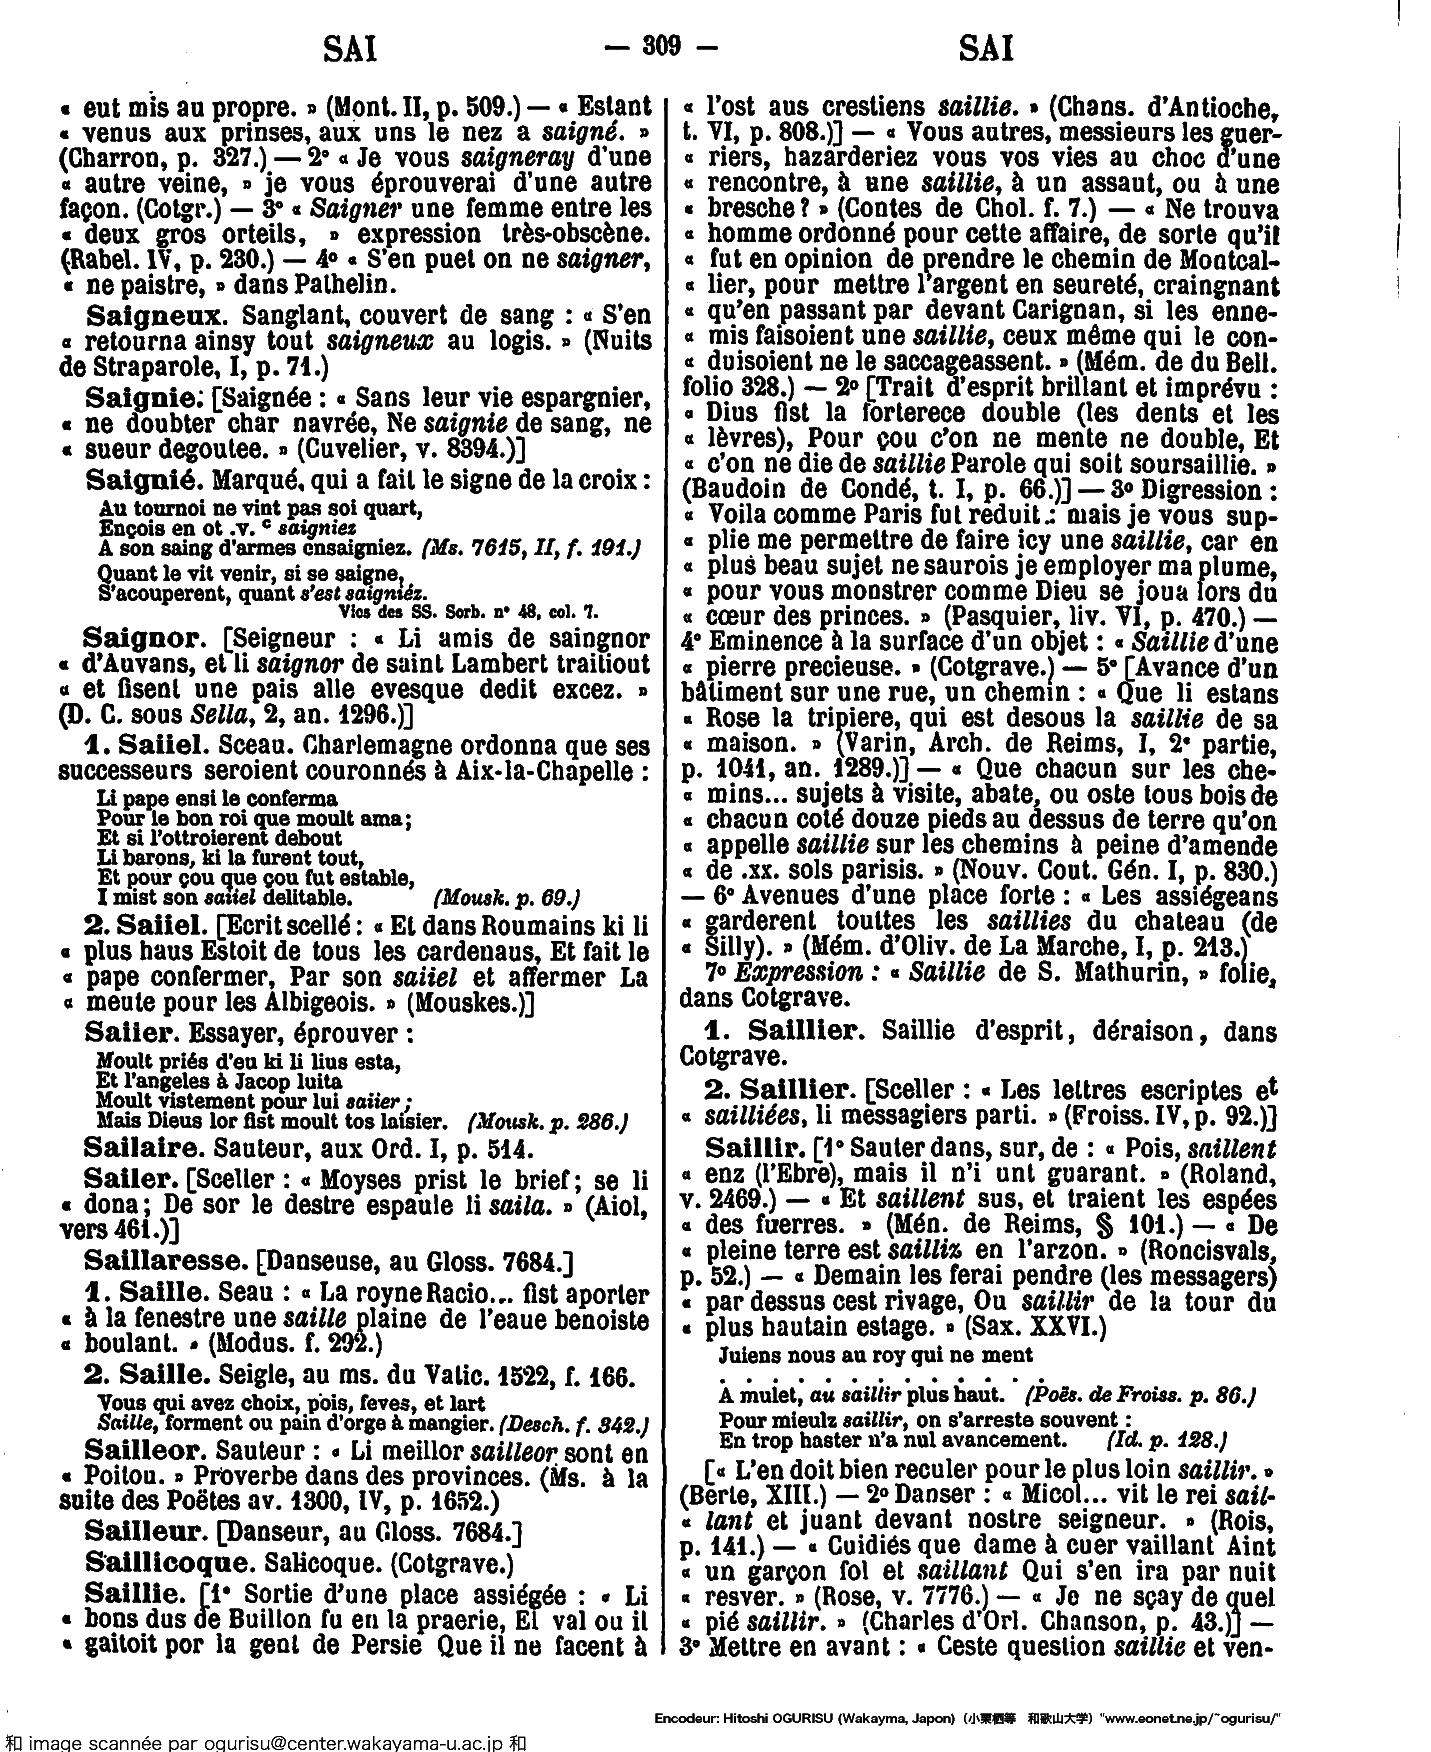 SAI — 309 — SAI
« eut mis au propre. » (Mont. II, p. 509.) — « Estant
« venus aux prinses, aux uns le nez a saigné. »
(Charron, p. 327.) — 2° « Je vous saigneray d'une
« autre veine, » je vous éprouverai d'une autre
façon. (Cotgr.) — 3° « Saigner une femme entre les
« deux gros orteils, » expression très-obscène.
(Rabel. IV, p. 230.) — 4° « S'en puet on ne saigner,
« ne paistre, » dans Pathelin.
Saigneux. Sanglant, couvert de sang : « S'en
« retourna ainsy tout saigneux au logis. » (Nuits
de Straparole, I, p. 71.)
Saignie. [Saignée : « Sans leur vie espargnier,
« ne doubter char navrée, Ne saignie de sang, ne
« sueur degoutee. » (Cuvelier, v. 8394.)]
Saignié. Marqué, qui a fait le signe de la croix :
Au tournoi ne vint pas soi quart,
Ençois en ot .v. c saigniez
A son saing d'armes ensaigniez. (Ms. 7615, II, f. 191.)
Quant le vit venir, si se saigne,
S'acouperent, quant s'est saigniéz.
Vies des SS. Sorb. n° 48, col. 7.
Saignor. [Seigneur : « Li amis de saingnor
« d'Auvans, et li saignor de saint Lambert traitiout
« et fisent une pais alle evesque dedit excez. »
(D. C. sous Sella, 2, an. 1296.)]
1. Saiiel. Sceau. Charlemagne ordonna que ses
successeurs seroient couronnés à Aix-la-Chapelle :
Li pape ensi le conferma
Pour le bon roi que moult ama;
Et si l'ottroierent debout
Li barons, ki la furent tout,
Et pour çou que çou fut estable,
I mist son saiiel delitable. (Mousk. p. 69.)
2. Saiiel. [Ecrit scellé : « Et dans Roumains ki li
« plus haus Estoit de tous les cardenaus, Et fait le
« pape confermer, Par son saiiel et affermer La
« meute pour les Albigeois. » (Mouskes.)]
Saiier. Essayer, éprouver :
Moult priés d'eu ki li lius esta,
Et l'angeles à Jacop luita
Moult vistement pour lui saiier ;
Mais Dieus lor fist moult tos laisier. (Mousk. p. 286.)
Sailaire. Sauteur, aux Ord. I, p. 514.
Sailer. [Sceller : « Moyses prist le brief; se li
« dona; De sor le destre espaule li saila. » (Aiol,
vers 461.)]
Saillaresse. [Danseuse, au Gloss. 7684.]
1. Saille. Seau : « La royne Racio... fist aporter
« à la fenestre une saille plaine de l'eaue benoiste
« boulant. » (Modus. f. 292.)
2. Saille. Seigle, au ms. du Vatic. 1522, f. 166.
Vous qui avez choix, pois, feves, et lart
Saille, forment ou pain d'orge à mangier. (Desch. f. 342.)
Sailleor. Sauteur : « Li meillor sailleor sont en
« Poitou. » Proverbe dans des provinces. (Ms. à la
suite des Poëtes av. 1300, IV, p. 1652.)
Sailleur. [Danseur, au Gloss. 7684.]
Saillicoque. Salicoque. (Cotgrave.)
Saillie. [1° Sortie d'une place assiégée : « Li
« bons dus de Buillon fu en la praerie, El val ou il
« gaitoit por la gent de Persie Que il ne facent à
« l'ost aus crestiens saillie. » (Chans. d'Antioche,
t. VI, p. 808.)] — « Vous autres, messieurs les guer-
« riers, hazarderiez vous vos vies au choc d'une
« rencontre, à une saillie, à un assaut, ou à une
« bresche ? » (Contes de Chol. f. 7.) — « Ne trouva
« homme ordonné pour cette affaire, de sorte qu'il
« fut en opinion de prendre le chemin de Montcal-
« lier, pour mettre l'argent en seureté, craingnant
« qu'en passant par devant Carignan, si les enne-
« mis faisoient une saillie, ceux même qui le con-
« duisoient ne le saccageassent. » (Mém. de du Bell.
folio 328.) — 2° [Trait d'esprit brillant et imprévu :
« Dius fist la forterece double (les dents et les
« lèvres), Pour çou c'on ne mente ne double, Et
« c'on ne die de saillie Parole qui soit soursaillie. »
(Baudoin de Condé, t. I, p. 66.)] — 3° Digression :
« Voila comme Paris fut reduit : mais je vous sup-
« plie me permettre de faire icy une saillie, car en
« plus beau sujet ne saurois je employer ma plume,
« pour vous monstrer comme Dieu se joua lors du
« cœur des princes. » (Pasquier, liv. VI, p. 470.) —
4° Eminence à la surface d'un objet : « Saillie d'une
« pierre precieuse. » (Cotgrave.) — 5° [Avance d'un
bâtiment sur une rue, un chemin : « Que li estans
« Rose la tripiere, qui est desous la saillie de sa
« maison. » (Varin, Arch. de Reims, I, 2° partie,
p. 1041, an. 1289.)] — « Que chacun sur les che-
« mins... sujets à visite, abate, ou oste tous bois de
« chacun coté douze pieds au dessus de terre qu'on
« appelle saillie sur les chemins à peine d'amende
« de .xx. sols parisis. » (Nouv. Cout. Gén. I, p. 830.)
— 6° Avenues d'une place forte : « Les assiégeans
« garderent touttes les saillies du chateau (de
« Silly). » (Mém. d'Oliv. de La Marche, I, p. 213.)
7° Expression : « Saillie de S. Mathurin, » folie,
dans Cotgrave.
1. Saillier. Saillie d'esprit, déraison, dans
Cotgrave.
2. Saillier. [Sceller : « Les lettres escriptes et
« sailliées, li messagiers parti. » (Froiss. IV, p. 92.)]
Saillir. [1° Sauter dans, sur, de : « Pois, saillent
« enz (l'Ebre), mais il n'i unt guarant. » (Roland,
v. 2469.) — « Et saillent sus, et traient les espées
« des fuerres. » (Mén. de Reims, § 101.) — « De
« pleine terre est sailliz en l'arzon. » (Roncisvals,
p. 52.) — « Demain les ferai pendre (les messagers)
« par dessus cest rivage, Ou saillir de la tour du
« plus hautain estage. » (Sax. XXVI.)
Juiens nous au roy qui ne ment
. . . . . . . . . . . . . . . .
A mulet, au saillir plus haut. (Poës. de Froiss. p. 86.)
Pour mieulz saillir, on s'arreste souvent :
En trop haster n'a nul avancement. (Id. p. 128.)
[« L'en doit bien reculer pour le plus loin saillir. »
(Berte, XIII.) — 2° Danser : « Micol... vit le rei sail-
« lant et juant devant nostre seigneur. » (Rois,
p. 141.) — « Cuidiés que dame à cuer vaillant Aint
« un garçon fol et saillant Qui s'en ira par nuit
« resver. » (Rose, v. 7776.) — « Je ne sçay de quel
« pié saillir. » (Charles d'Orl. Chanson, p. 43.)] —
3° Mettre en avant : « Ceste question saillie et ven-
Encodeur: Hitoshi OGURISU (Wakayma, Japon) (小栗栖等 和歌山大学) "www.eonet.ne.jp/~ogurisu/"
和 image scannée par ogurisu@center.wakayama-u.ac.jp 和